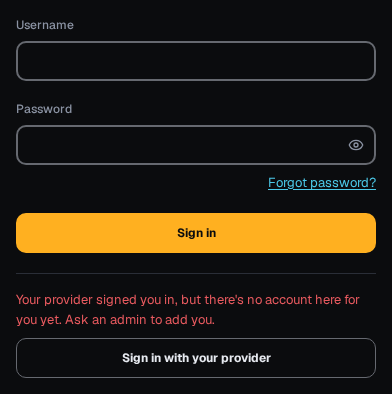 Username
Password
Forgot password?
Sign in
Your provider signed you in, but there's no account here for
you yet. Ask an admin to add you.
Sign in with your provider